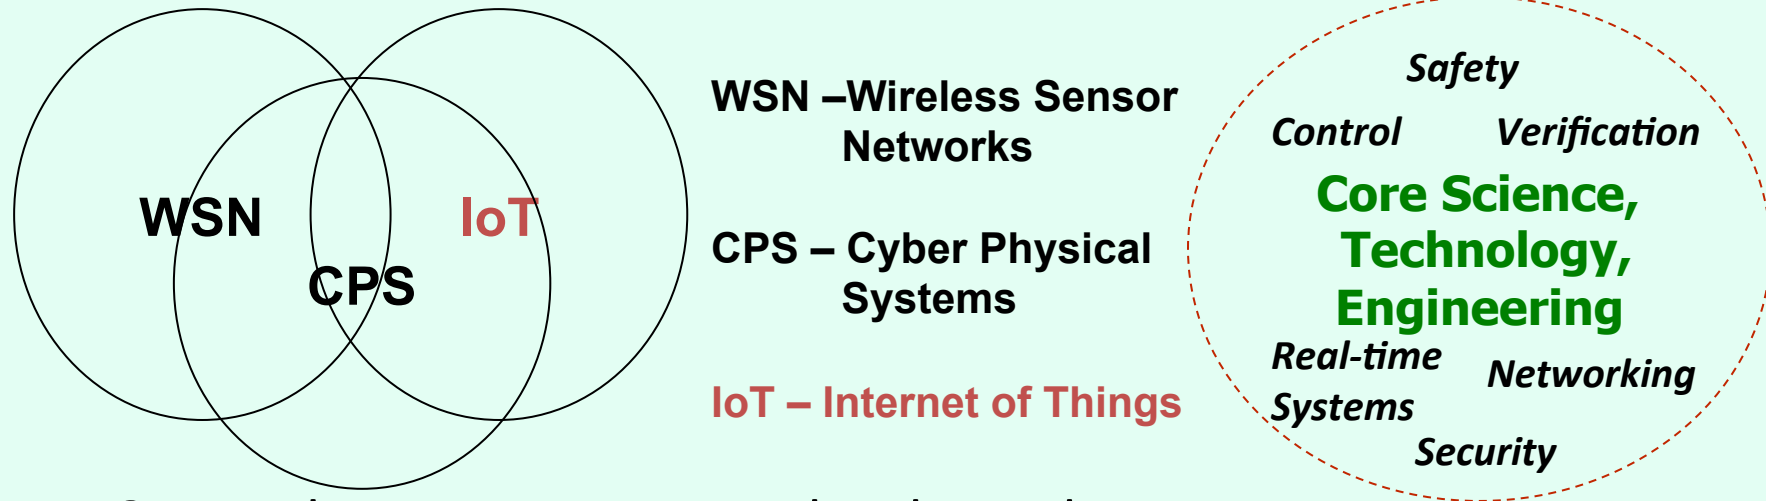 WSN
IoT
CPS
WSN –Wireless Sensor
Networks
CPS – Cyber Physical
Systems
IoT – Internet of Things
Safety
Control Verification
Core Science,
Technology,
Engineering
Real-time
Networking
Systems
Security